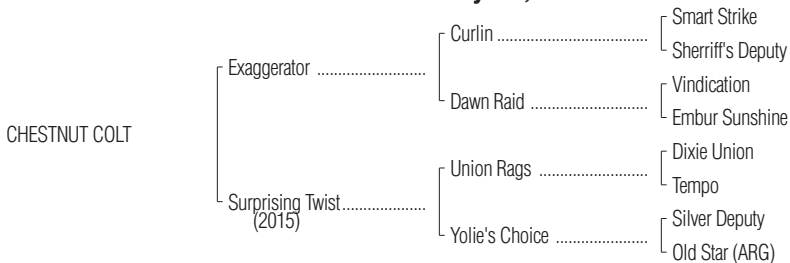 Smart Strike
Curlin ........................................
Sherriff's Deputy
Exaggerator .............................
Vindication
Dawn Raid ...............................
Embur Sunshine
CHESTNUT COLT
Dixie Union
Union Rags .............................
Tempo
Surprising Twist.......................
(2015)
Silver Deputy
Yolie's Choice ........................
Old Star (ARG)